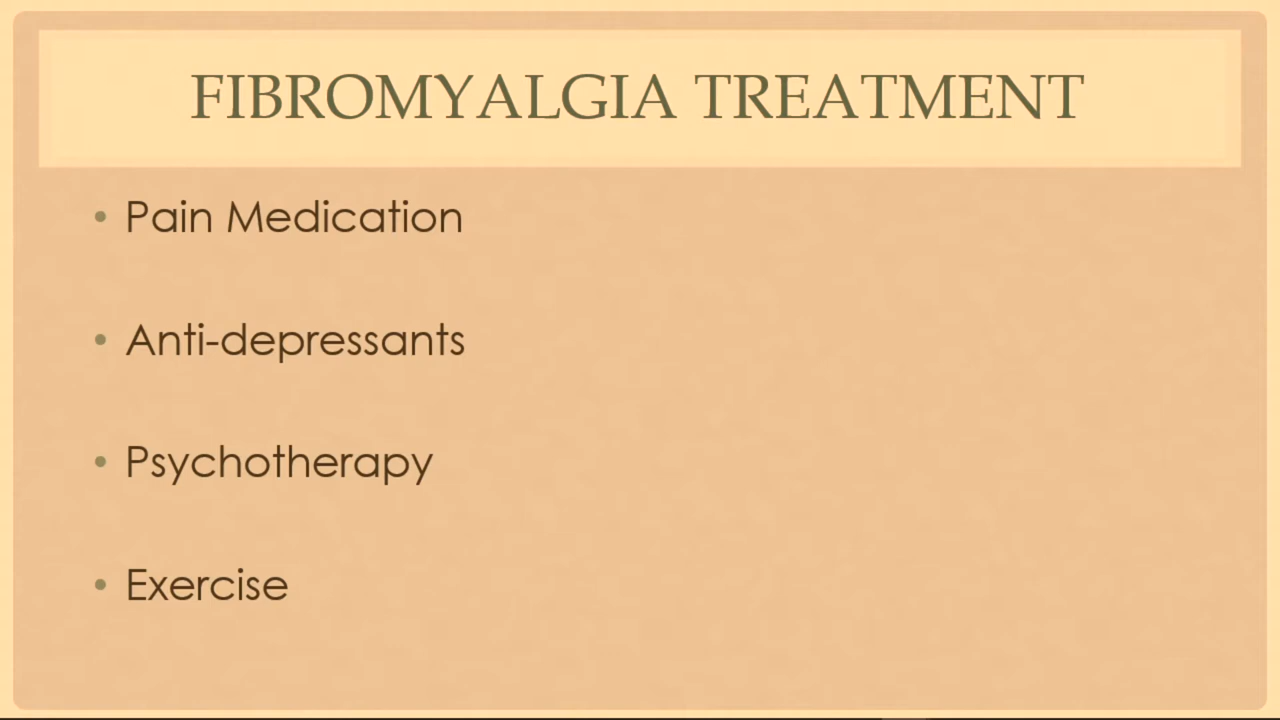 FIBROMYALGIA TREATMENT
• Pain Medication
• Anti-depressants
• Psychotherapy
• Exercise